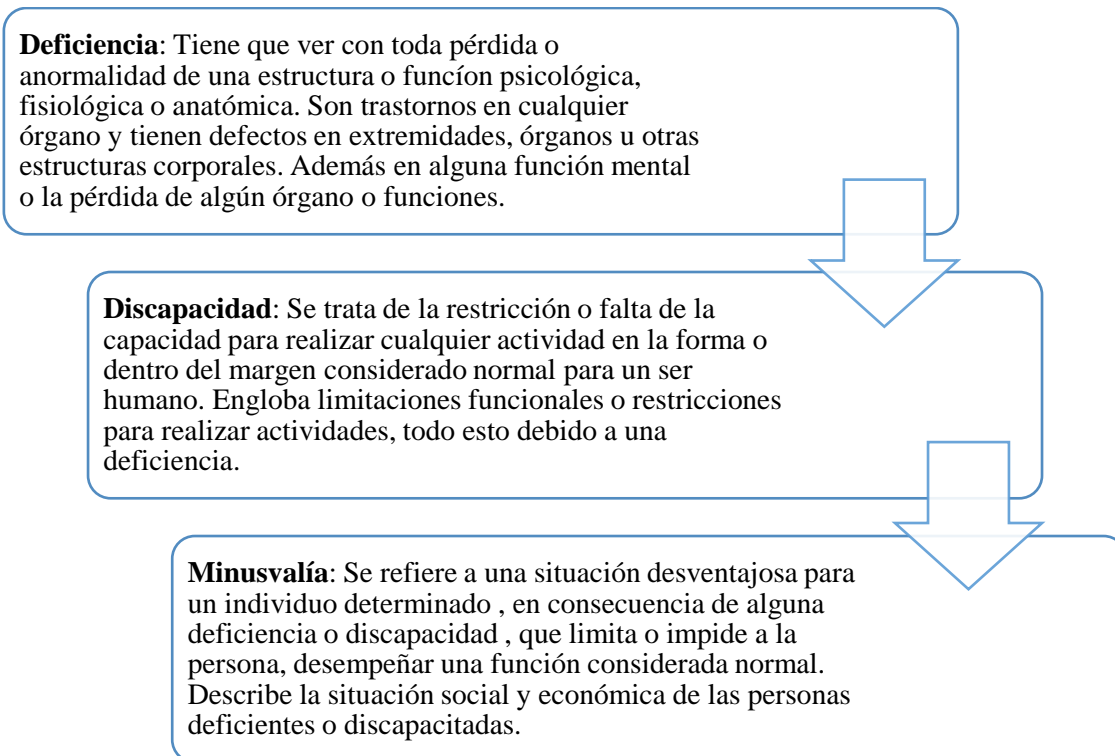 Deficiencia: Tiene que ver con toda pérdida o
anormalidad de una estructura o funcíon psicológica,
fisiológica o anatómica. Son trastornos en cualquier
órgano y tienen defectos en extremidades, órganos u otras
estructuras corporales. Además en alguna función mental
o la pérdida de algún órgano o funciones.
Discapacidad: Se trata de la restricción o falta de la
capacidad para realizar cualquier actividad en la forma o
dentro del margen considerado normal para un ser
humano. Engloba limitaciones funcionales o restricciones
para realizar actividades, todo esto debido a una
deficiencia.
Minusvalía: Se refiere a una situación desventajosa para
un individuo determinado , en consecuencia de alguna
deficiencia o discapacidad , que limita o impide a la
persona, desempeñar una función considerada normal.
Describe la situación social y económica de las personas
deficientes o discapacitadas.